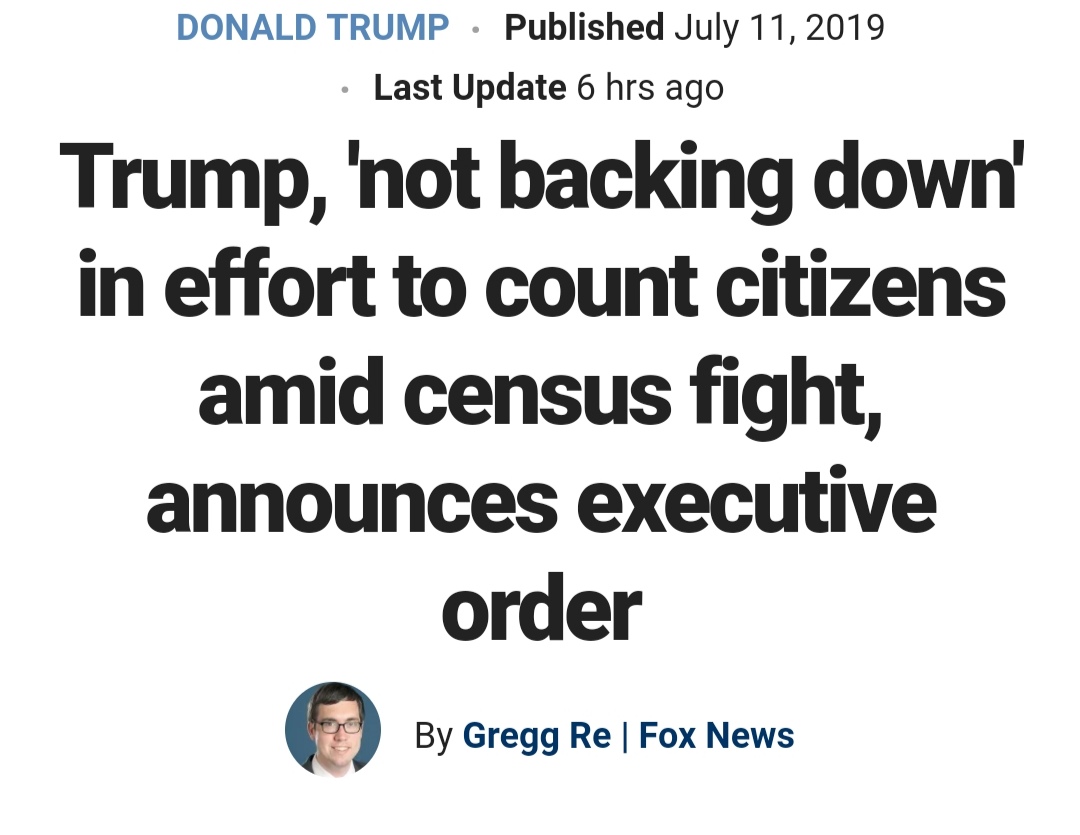 DONALD TRUMP · Published July 11, 2019
· Last Update 6 hrs ago
Trump, 'not backing down'
in effort to count citizens
amid census fight,
announces executive
order
By Gregg Re | Fox News